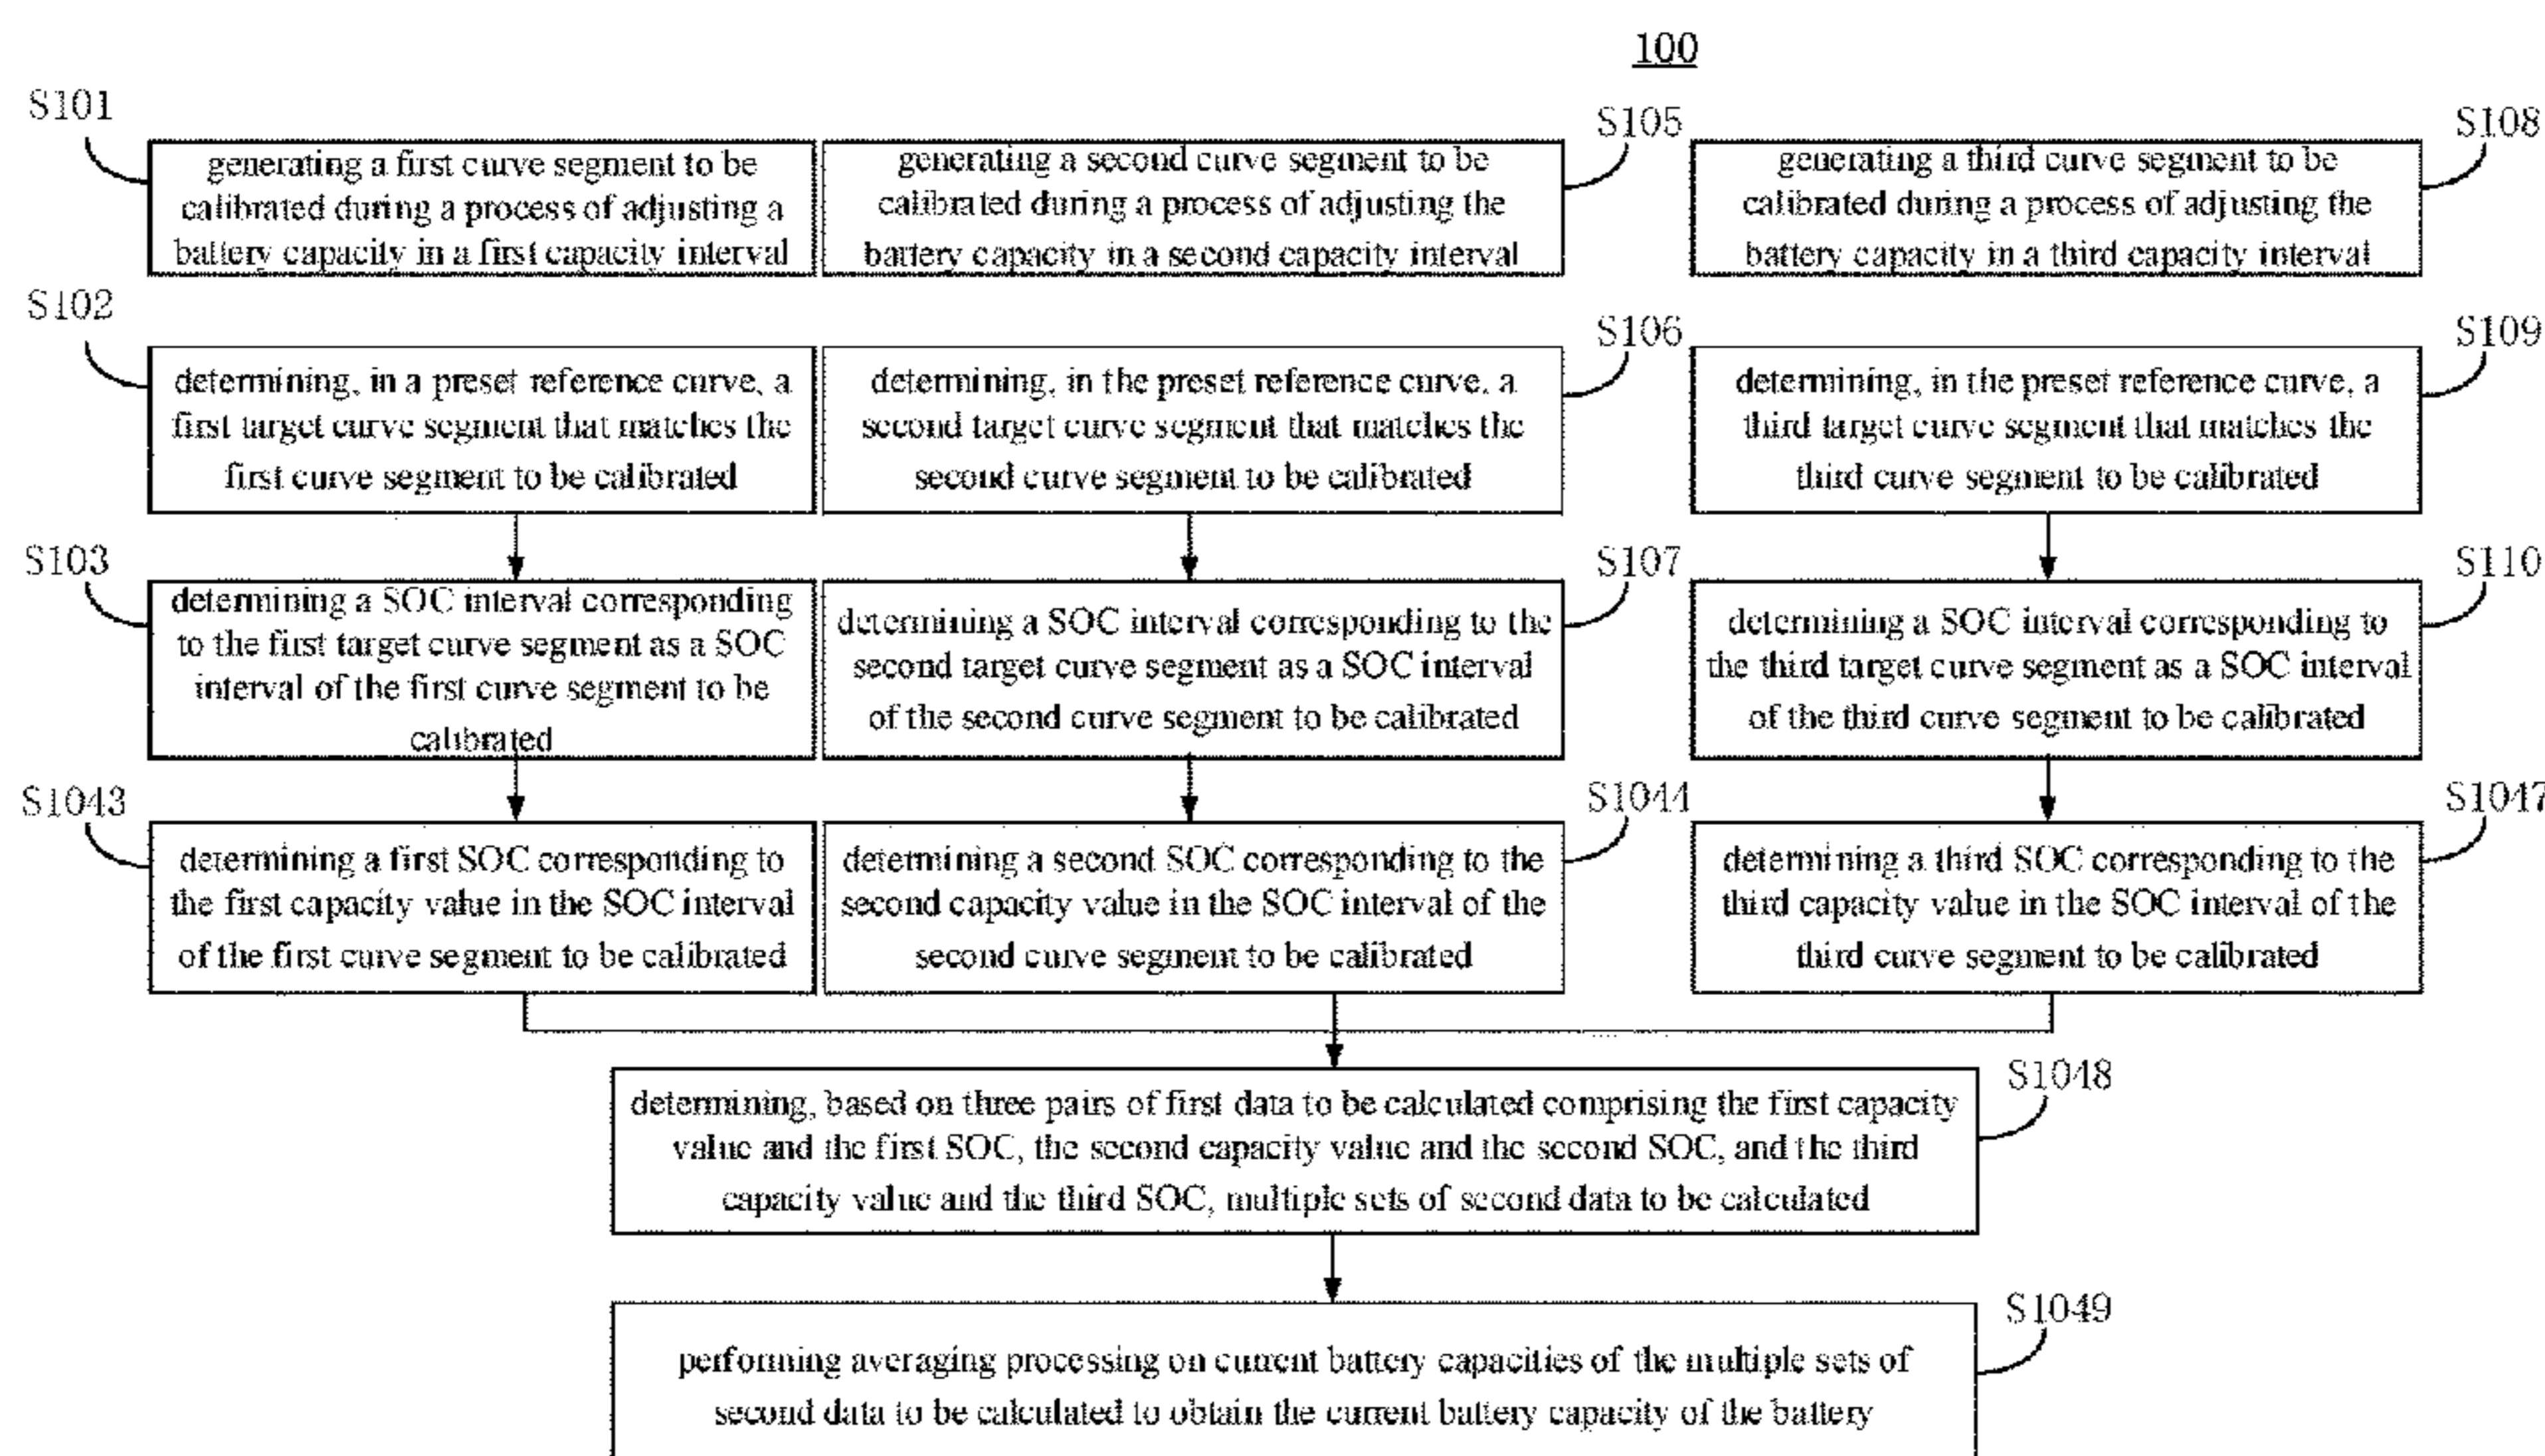 100
S101
generating a first curve segment to be
calibrated during a process of adjusting a
battery capacity in a first capacity interval
S105
generating a second curve segment to be
calibrated during a process of adjusting the
battery capacity in a second capacity interval
S108
generating a third curve segment to be
calibrated during a process of adjusting the
battery capacity in a third capacity interval
S102
determining, in a preset reference curve, a
first target curve segment that matches the
first curve segment to be calibrated
S106
determining, in the preset reference curve, a
second target curve segment that matches the
second curve segment to be calibrated
S109
determining, in the preset reference curve, a
third target curve segment that matches the
third curve segment to be calibrated
S103
determining a SOC interval corresponding
to the first target curve segment as a SOC
interval of the first curve segment to be
calibrated
S107
determining a SOC interval corresponding to the
second target curve segment as a SOC interval
of the second curve segment to be calibrated
S110
determining a SOC interval corresponding to
the third target curve segment as a SOC interval
of the third curve segment to be calibrated
S1043
determining a first SOC corresponding to
the first capacity value in the SOC interval
of the first curve segment to be calibrated
S1044
determining a second SOC corresponding to the
second capacity value in the SOC interval of the
second curve segment to be calibrated
S1047
determining a third SOC corresponding to the
third capacity value in the SOC interval of the
third curve segment to be calibrated
S1048
determining, based on three pairs of first data to be calculated comprising the first capacity
value and the first SOC, the second capacity value and the second SOC, and the third
capacity value and the third SOC, multiple sets of second data to be calculated
S1049
performing averaging processing on current battery capacities of the multiple sets of
second data to be calculated to obtain the current battery capacity of the battery